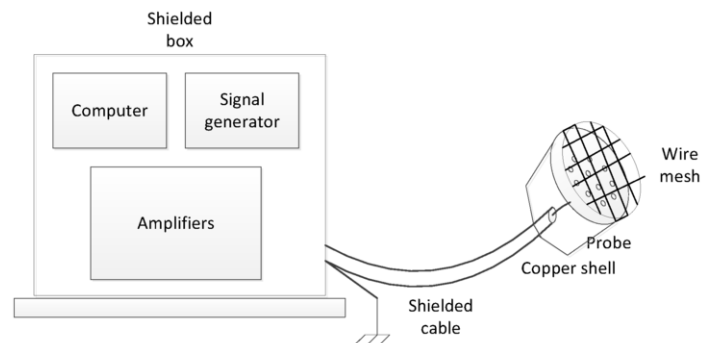 Shielded
box
Computer
Signal
generator
Amplifiers
Wire
mesh
Probe
Copper shell
Shielded
cable